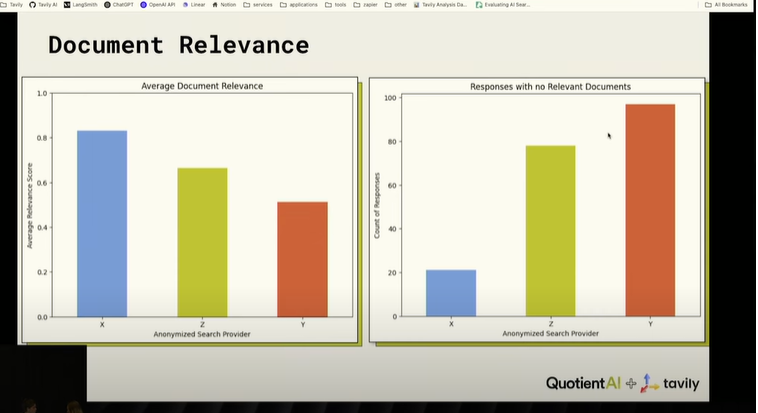 Tavily Tavily AI LangSmith ChatGPT OpenAI API Linear Notion services applications tools zapier other Tavily Analysis Da... Evaluating AI Sear... All Bookmarks
Document Relevance
Average Document Relevance
1.0
0.8
0.6
0.4
0.2
0.0
Average Relevance Score
X Z Y
Anonymized Search Provider
Responses with no Relevant Documents
100
80
60
40
20
0
Count of Responses
X Z Y
Anonymized Search Provider
QuotientAI + tavily